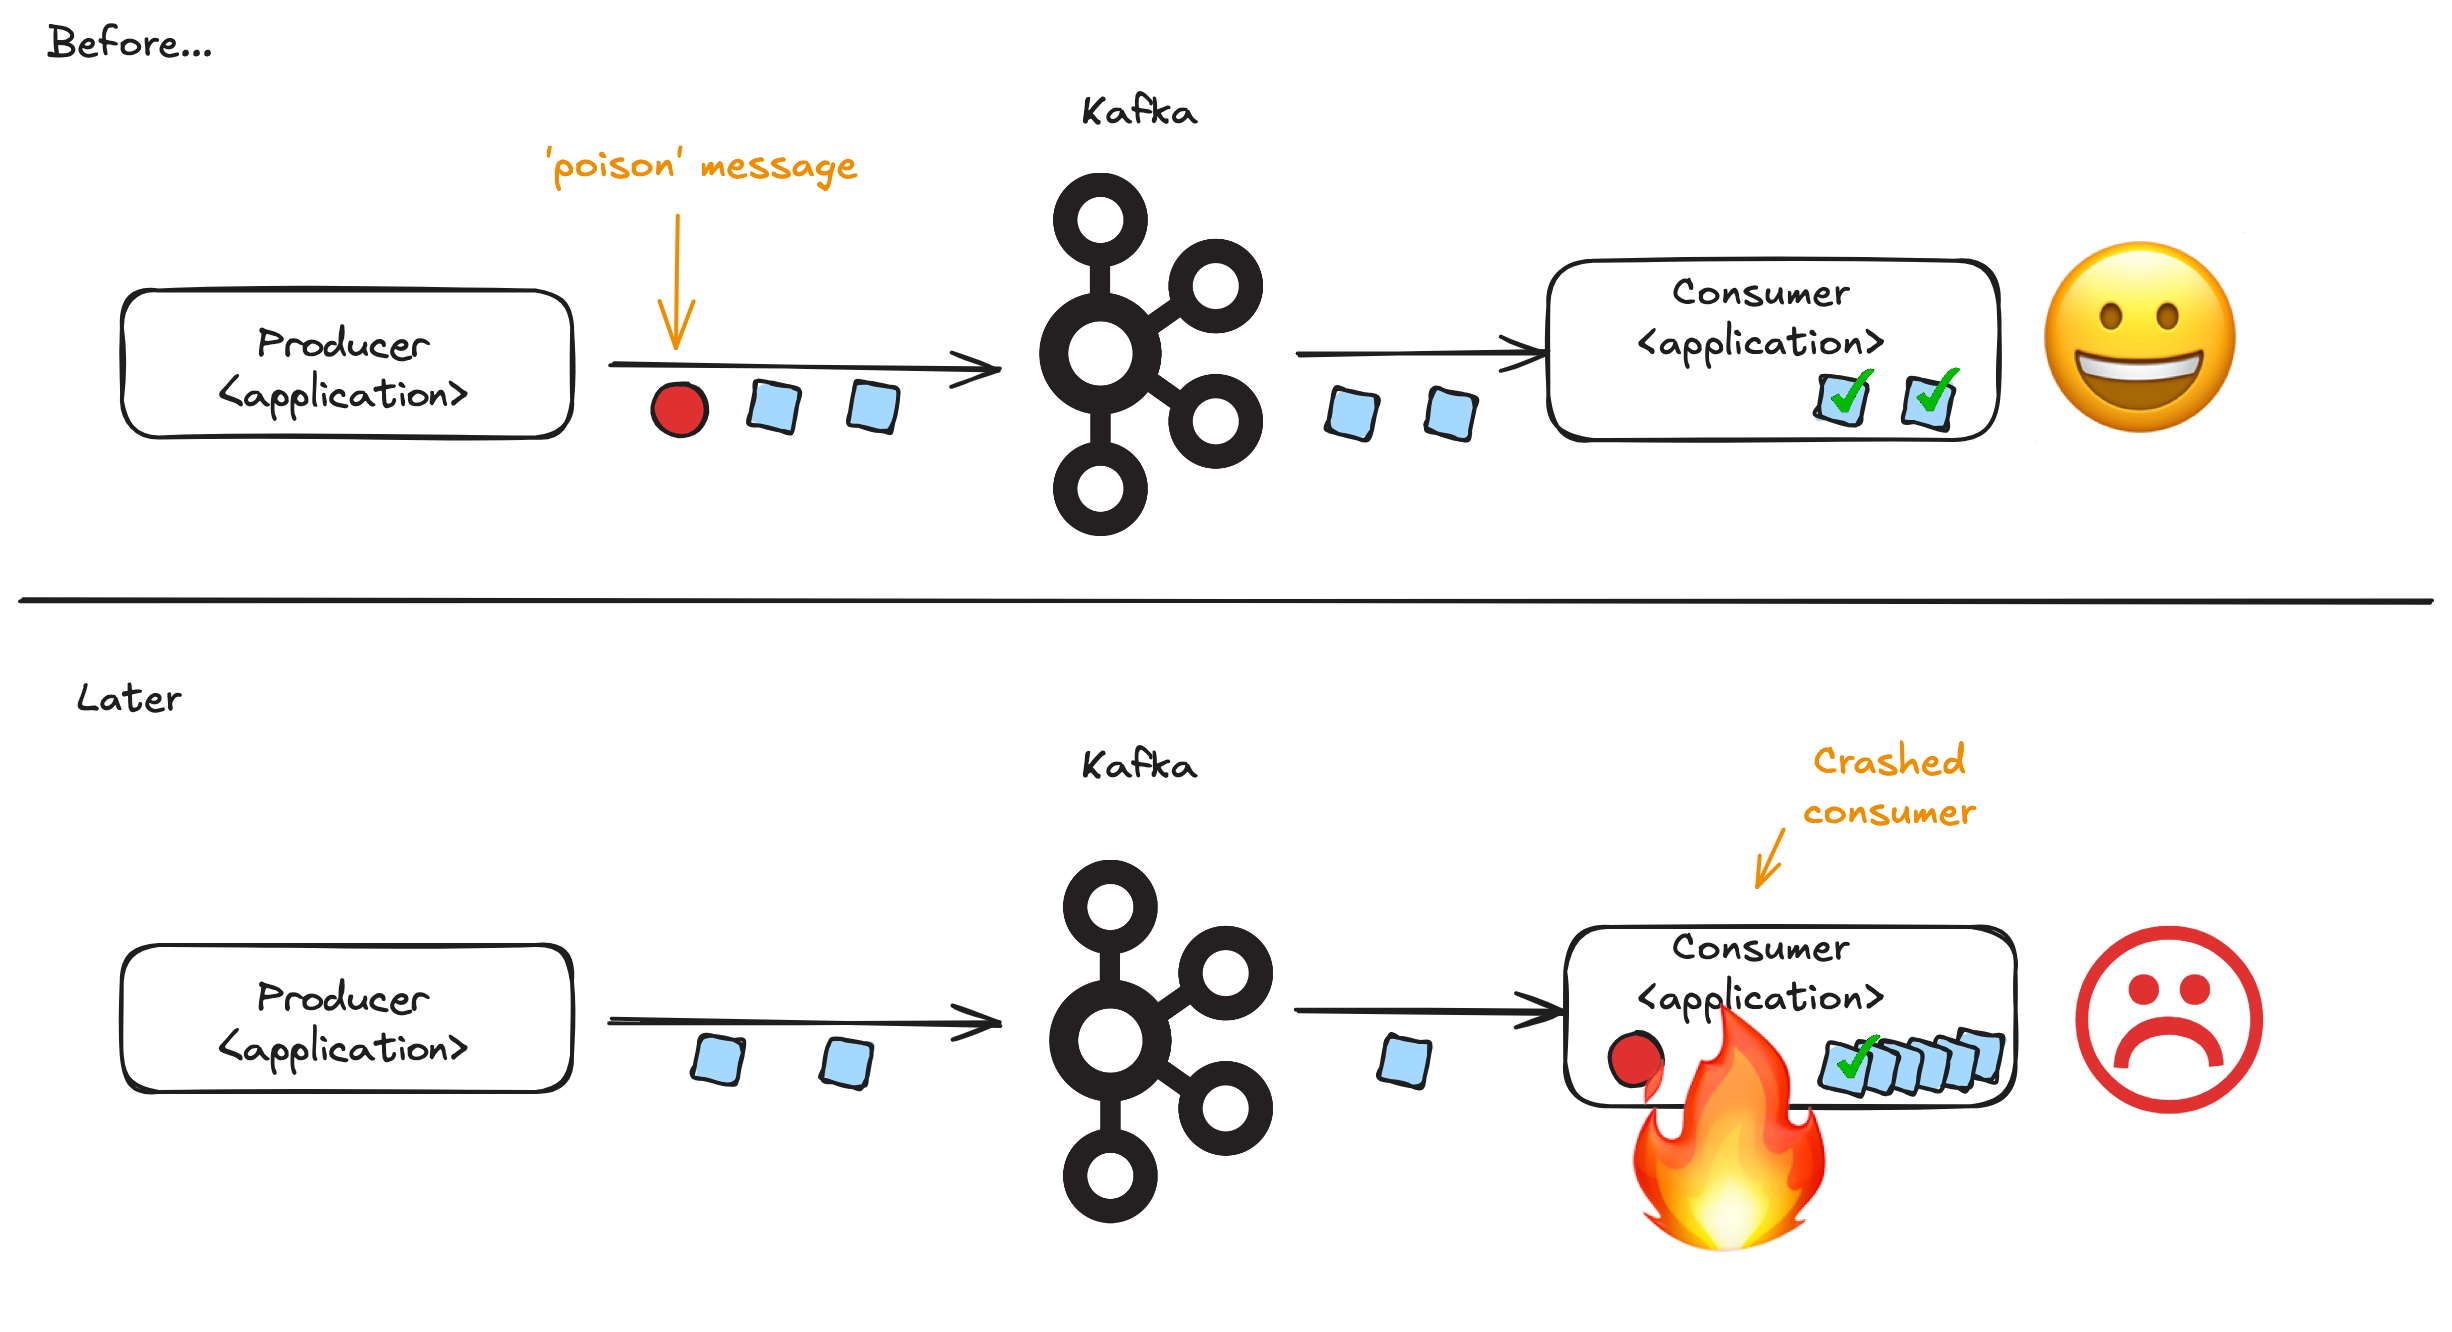 Before...
Kafka
'poison' message
Producer
<application>
Consumer
<application>
Later
Kafka
Crashed
consumer
Producer
<application>
Consumer
<application>